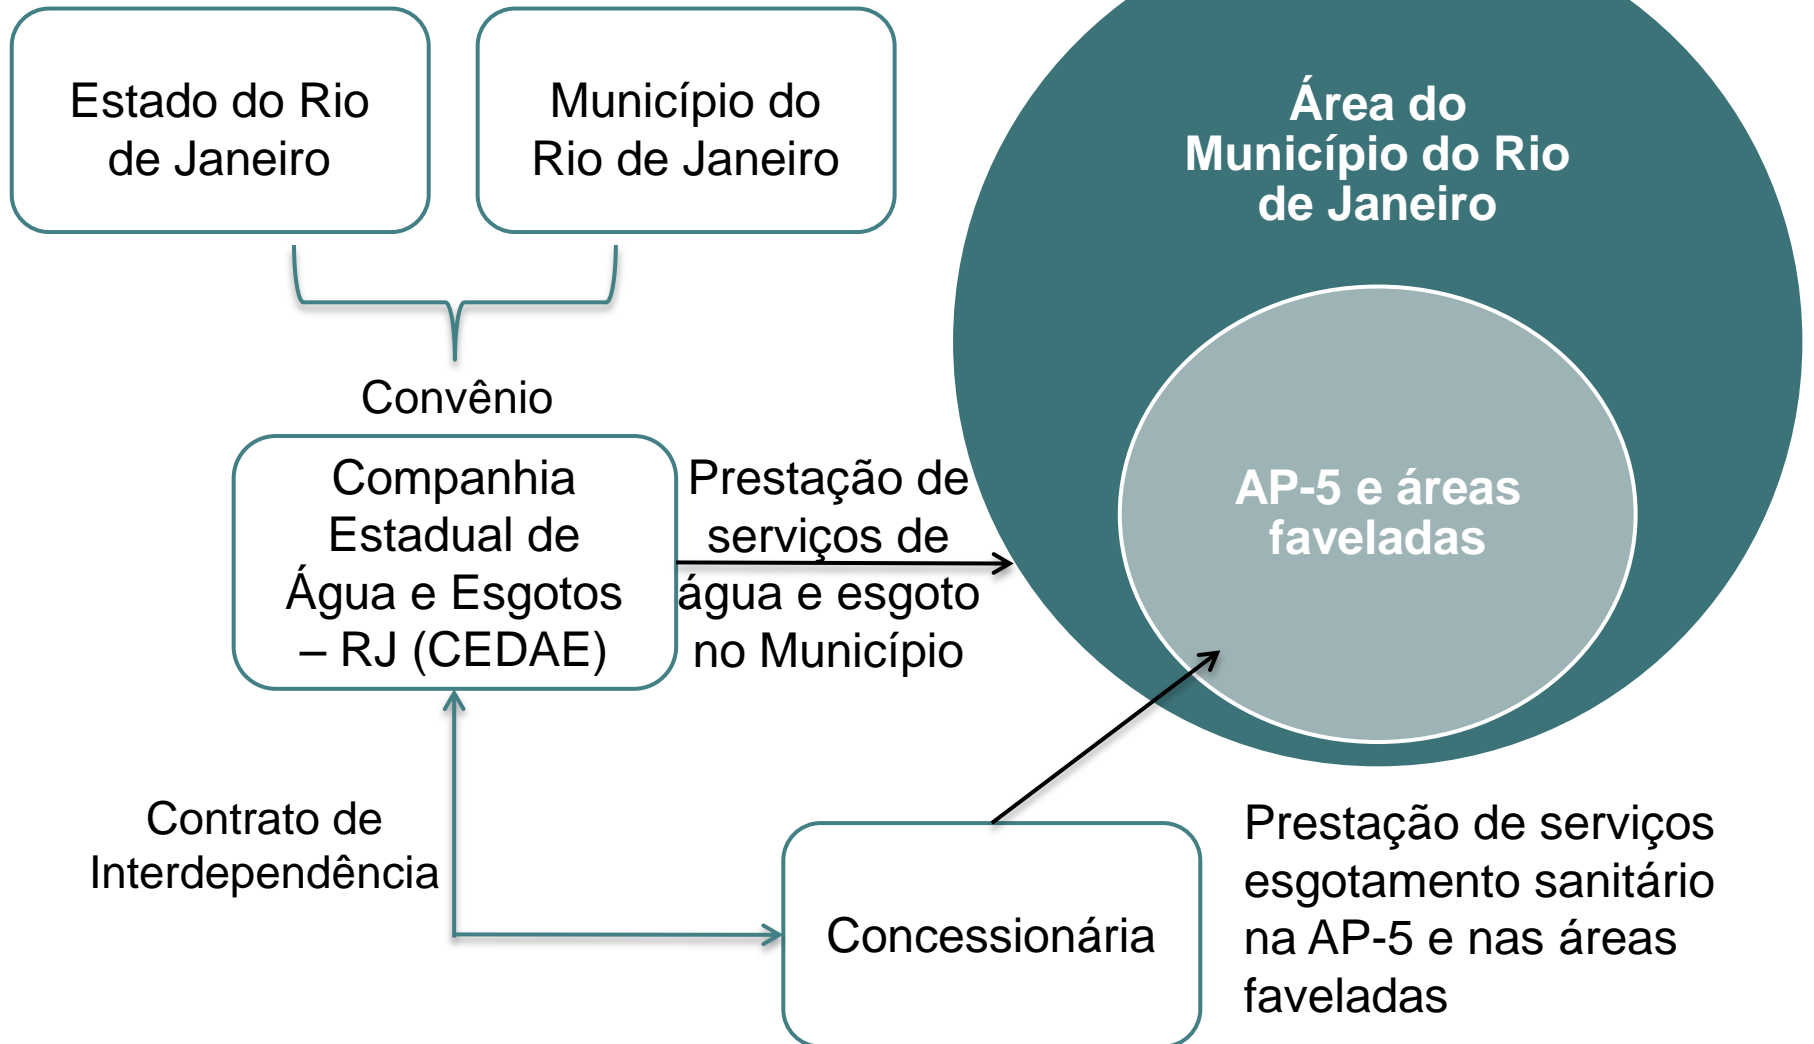 Estado do Rio
de Janeiro
Município do
Rio de Janeiro
Área do
Município do Rio
de Janeiro
Convênio
Companhia
Estadual de
Água e Esgotos
– RJ (CEDAE)
Prestação de
serviços de
água e esgoto
no Município
AP-5 e áreas
faveladas
Contrato de
Interdependência
Concessionária
Prestação de serviços
esgotamento sanitário
na AP-5 e nas áreas
faveladas